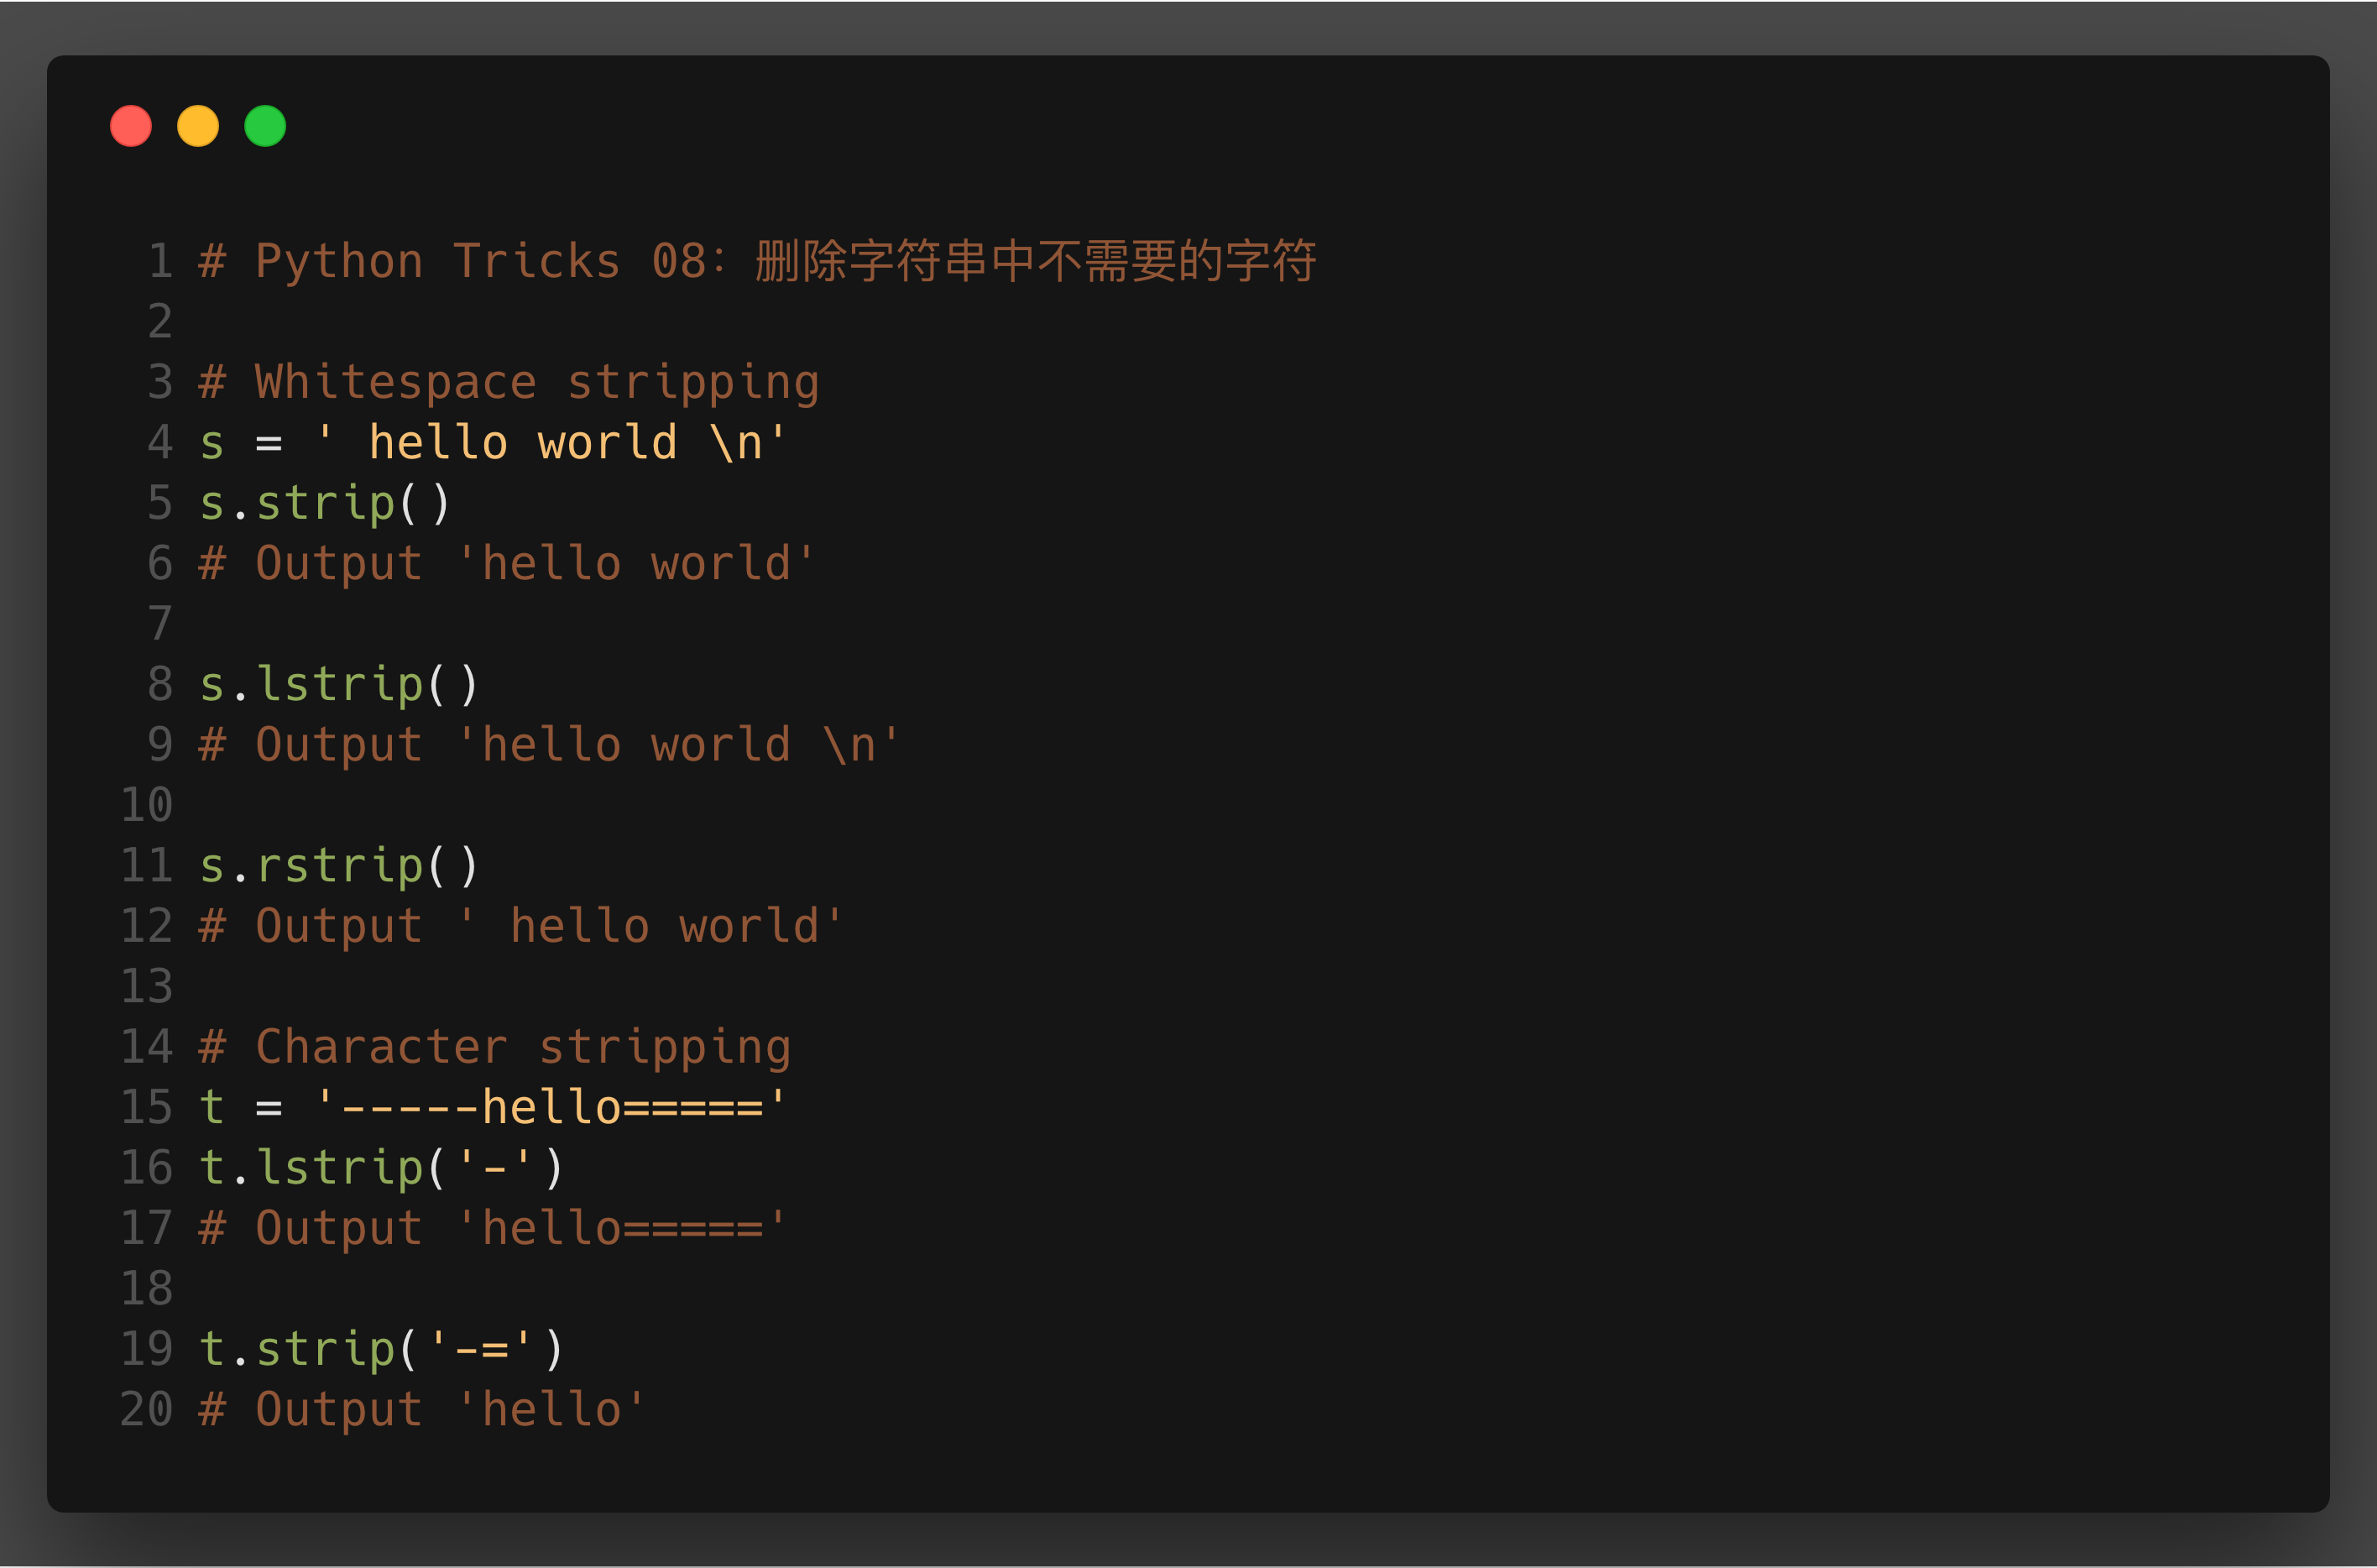 1 # Python Tricks 08: 删除字符串中不需要的字符
2
3 # Whitespace stripping
4 s = ' hello world \n'
5 s.strip()
6 # Output 'hello world'
7
8 s.lstrip()
9 # Output 'hello world \n'
10
11 s.rstrip()
12 # Output ' hello world'
13
14 # Character stripping
15 t = '-----hello====='
16 t.lstrip('-')
17 # Output 'hello====='
18
19 t.strip('-=')
20 # Output 'hello'